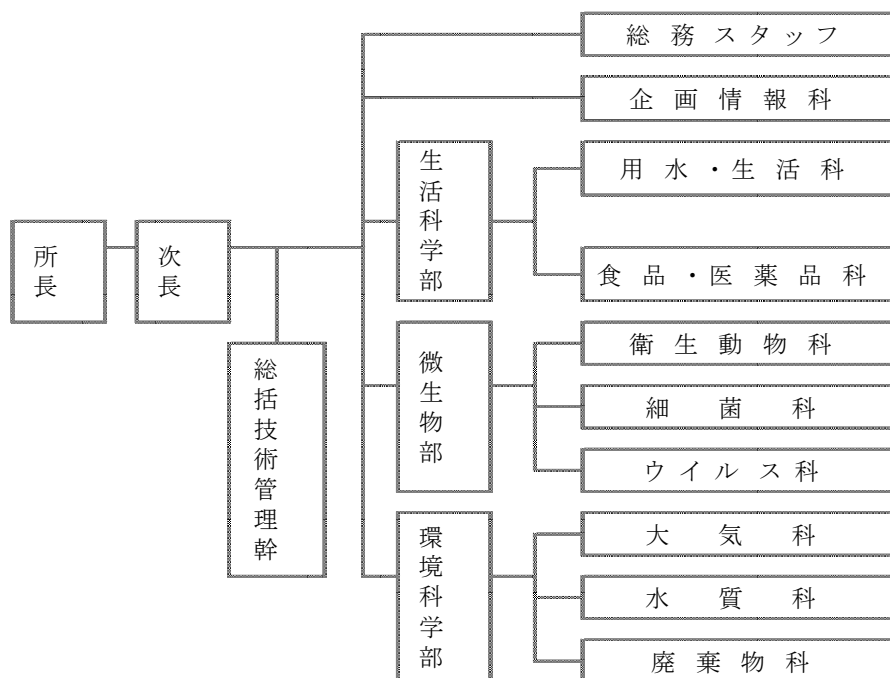 所長
次長
総括技術管理幹
総務スタッフ
企画情報科
生活科学部
用水・生活科
食品・医薬品科
微生物部
衛生動物科
細菌科
ウイルス科
環境科学部
大気科
水質科
廃棄物科